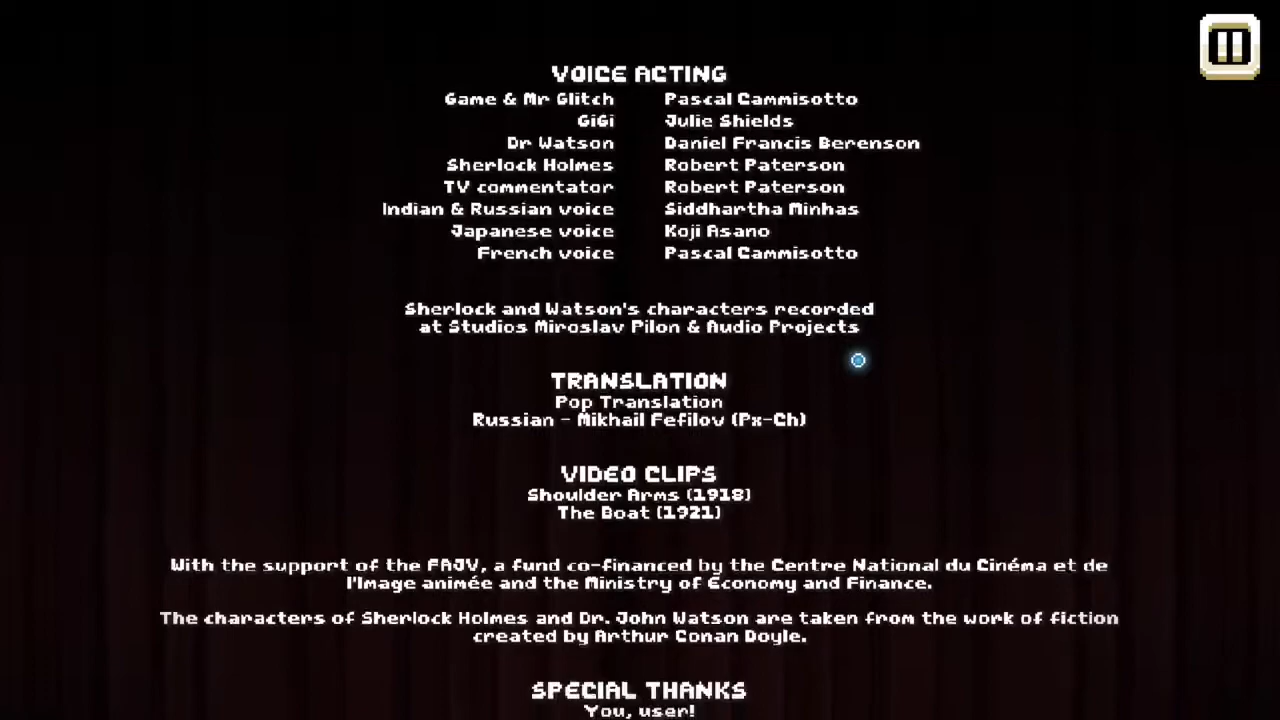 VOICE ACTING
Game & Mr Glitch Pascal Cammisotto
GiGi Julie Shields
Dr Watson Daniel Francis Berenson
Sherlock Holmes Robert Paterson
TV commentator Robert Paterson
Indian & Russian voice Siddhartha Minhas
Japanese voice Koji Asano
French voice Pascal Cammisotto
Sherlock and Watson's characters recorded
at Studios Miroslav Pilon & Audio Projects
TRANSLATION
Pop Translation
Russian - Mikhail Fefilov (Px-Ch)
VIDEO CLIPS
Shoulder Arms (1918)
The Boat (1921)
With the support of the FAJV, a fund co-financed by the Centre National du Cinéma et de
l'Image animée and the Ministry of Economy and Finance.
The characters of Sherlock Holmes and Dr. John Watson are taken from the work of fiction
created by Arthur Conan Doyle.
SPECIAL THANKS
You, user!